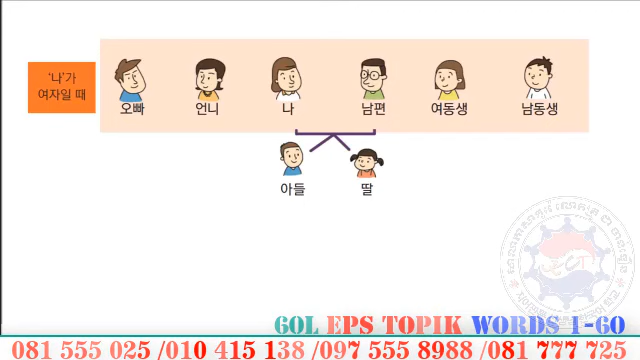 '나'가
여자일 때
오빠 언니 나 남편 여동생 남동생
아들 딸
60L EPS TOPIK WORDS 1-60
081 555 025 /010 415 138 /097 555 8988 /081 777 725